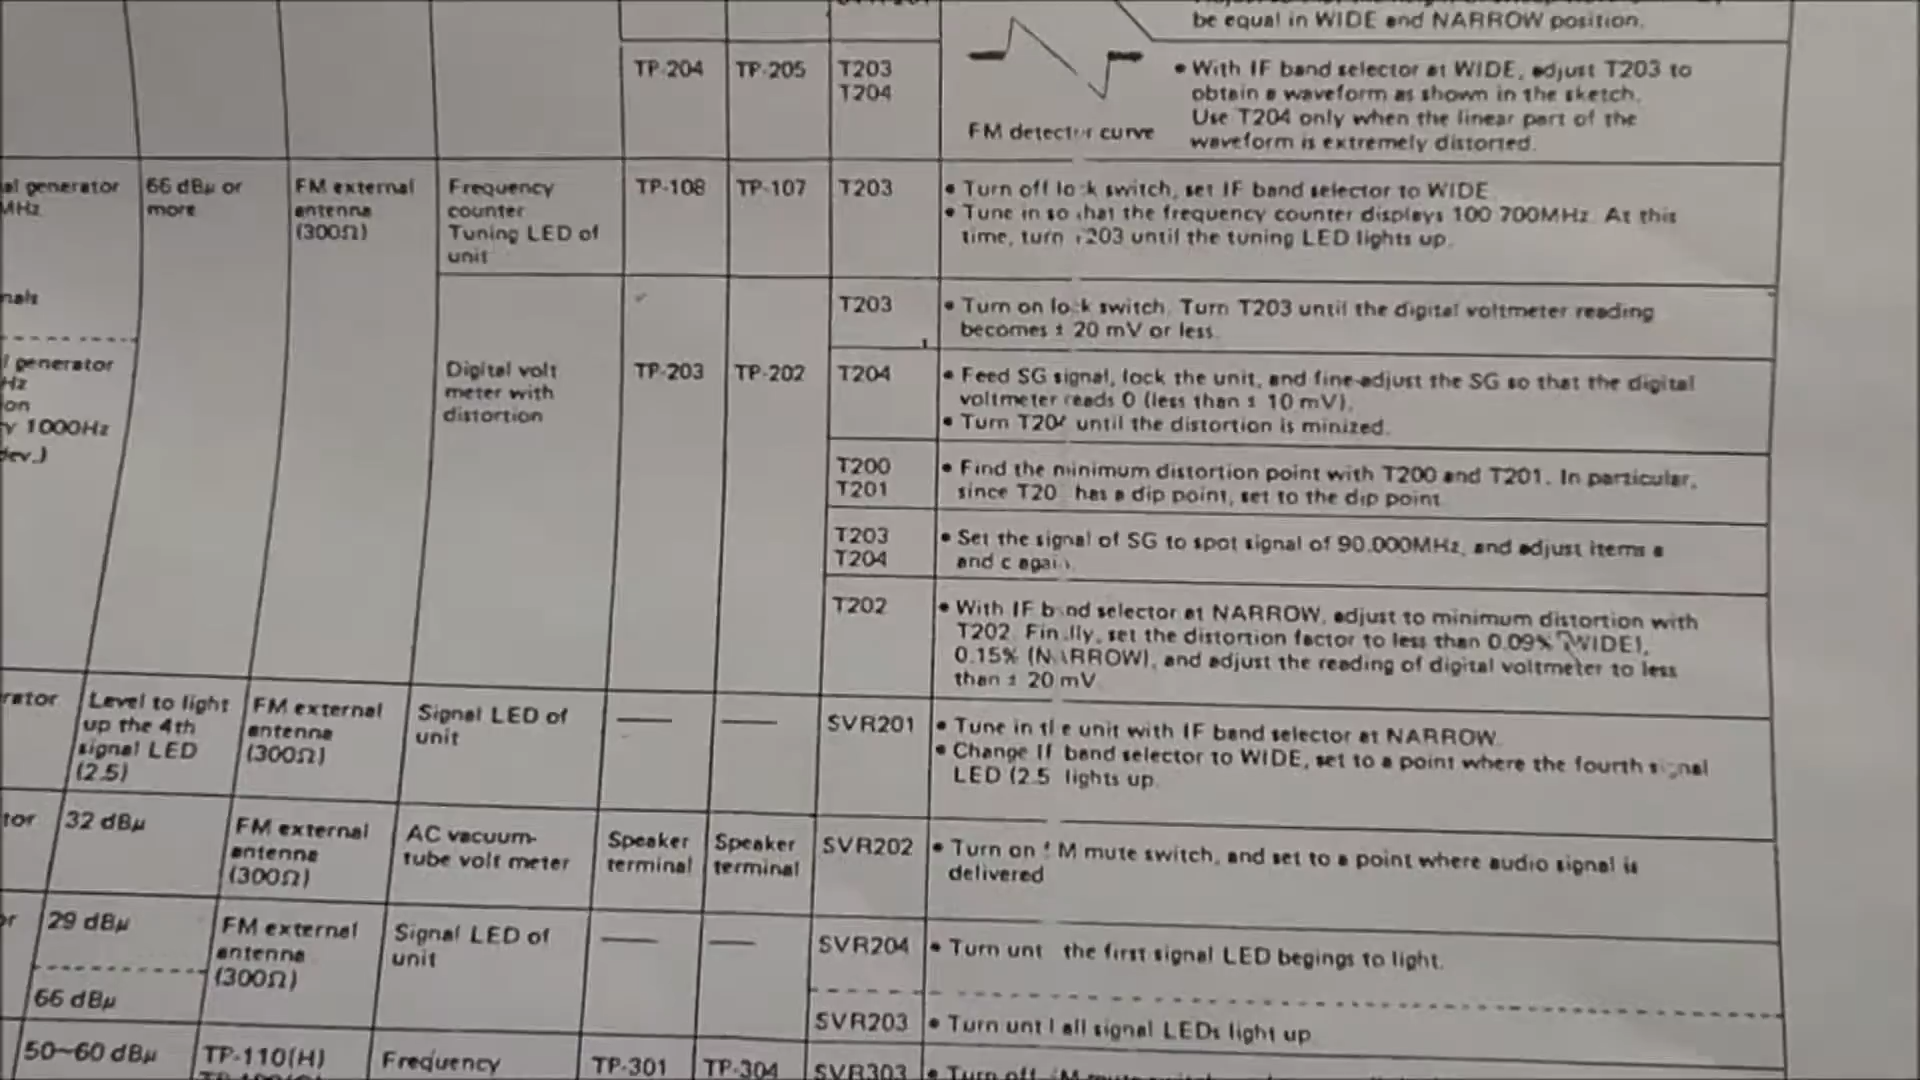 be equal in WIDE and NARROW position.
TP-204 TP-205 T203
T204
FM detector curve
• With IF band selector at WIDE, adjust T203 to
obtain a waveform as shown in the sketch.
Use T204 only when the linear part of the
waveform is extremely distorted.
al generator
MHz
66 dBμ or
more
FM external
antenna
(300Ω)
Frequency
counter
Tuning LED of
unit
TP-108 TP-107 T203
• Turn off lo k switch, set IF band selector to WIDE
• Tune in so hat the frequency counter displays 100 700MHz. At this
time, turn 203 until the tuning LED lights up.
nals
T203
• Turn on lo k switch. Turn T203 until the digital voltmeter reading
becomes ± 20 mV or less.
l generator
Hz
on
y 1000Hz
dev.)
Digital volt
meter with
distortion
TP-203 TP-202 T204
• Feed SG signal, lock the unit, and fine-adjust the SG so that the digital
voltmeter reads 0 (less than ± 10 mV).
• Turn T204 until the distortion is minized.
T200
T201
• Find the minimum distortion point with T200 and T201. In particular,
since T20 has a dip point, set to the dip point
T203
T204
• Set the signal of SG to spot signal of 90.000MHz, and adjust items a
and c again.
T202
• With IF b nd selector at NARROW, adjust to minimum distortion with
T202. Fin lly, set the distortion factor to less than 0.09% (WIDE),
0.15% (N RROW), and adjust the reading of digital voltmeter to less
than ± 20 mV.
rator
Level to light
up the 4th
signal LED
(2.5)
FM external
antenna
(300Ω)
Signal LED of
unit
SVR201
• Tune in the unit with IF band selector at NARROW.
• Change If band selector to WIDE, set to a point where the fourth s gnal
LED (2.5 lights up.
tor
32 dBμ
FM external
antenna
(300Ω)
AC vacuum-
tube volt meter
Speaker
terminal
Speaker
terminal
SVR202
• Turn on M mute switch, and set to a point where audio signal is
delivered
or
29 dBμ
FM external
antenna
(300Ω)
Signal LED of
unit
SVR204
• Turn unt the first signal LED begings to light.
66 dBμ
SVR203
• Turn unt l all signal LEDs light up
50~60 dBμ
TP-110(H)
Frequency
TP-301 TP-304 SVR303